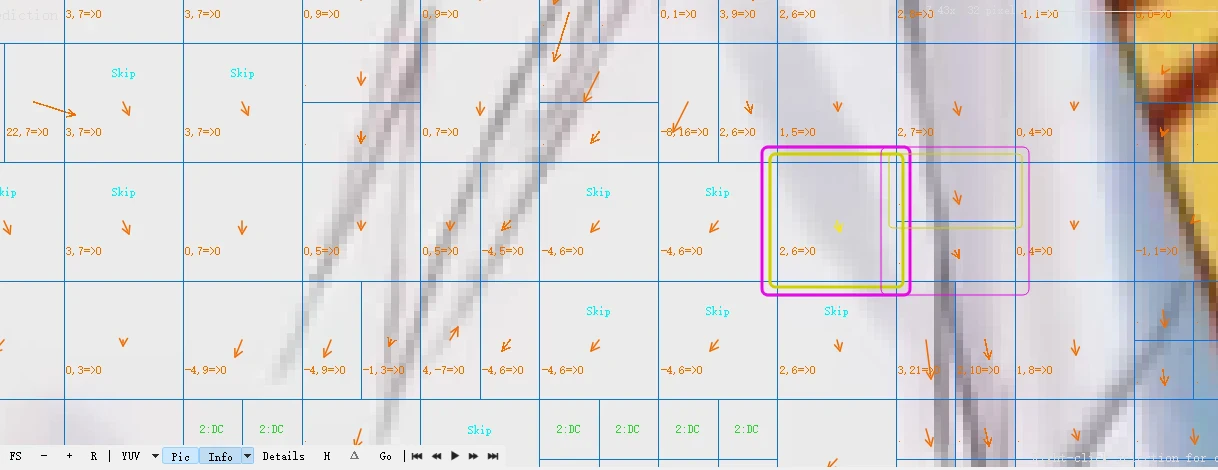 3,7=>0 0,9=>0 0,9=>0 0,1=>0 3,9=>0 2,6=>0 -1,1=>0 0,0=>0
Skip Skip
22,7=>0 3,7=>0 3,7=>0 0,7=>0 -8,16=>0 2,6=>0 1,5=>0 2,7=>0 0,4=>0
Skip Skip Skip Skip
3,7=>0 0,7=>0 0,5=>0 0,5=>0 -4,5=>0 -4,6=>0 -4,6=>0 2,6=>0 0,4=>0 -1,1=>0
Skip Skip Skip
0,3=>0 -4,9=>0 -4,9=>0 -1,3=>0 4,-7=>0 -4,6=>0 -4,6=>0 -4,6=>0 2,6=>0 3,21=>0 10=>0 1,8=>0
2:DC 2:DC Skip 2:DC 2:DC 2:DC 2:DC
FS - + R YUV Pic Info Details H Δ Go